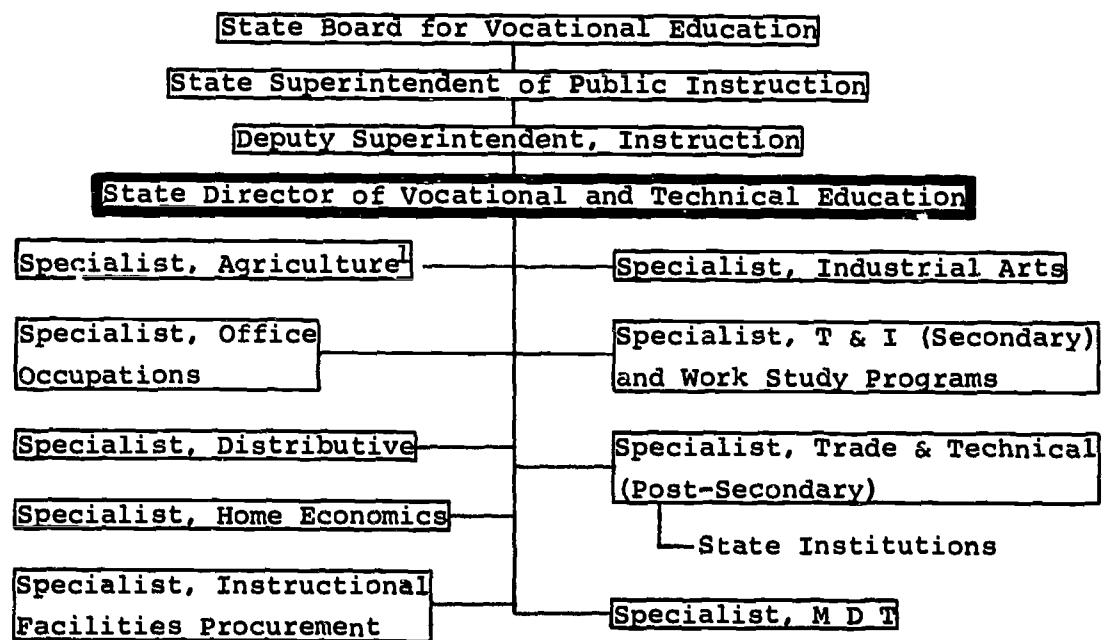 State Board for Vocational Education
State Superintendent of Public Instruction
Deputy Superintendent, Instruction
State Director of Vocational and Technical Education
Specialist, Agriculture1
Specialist, Industrial Arts
Specialist, Office
Occupations
Specialist, T & I (Secondary)
and Work Study Programs
Specialist, Distributive
Specialist, Trade & Technical
(Post-Secondary)
Specialist, Home Economics
State Institutions
Specialist, Instructional
Facilities Procurement
Specialist, M D T